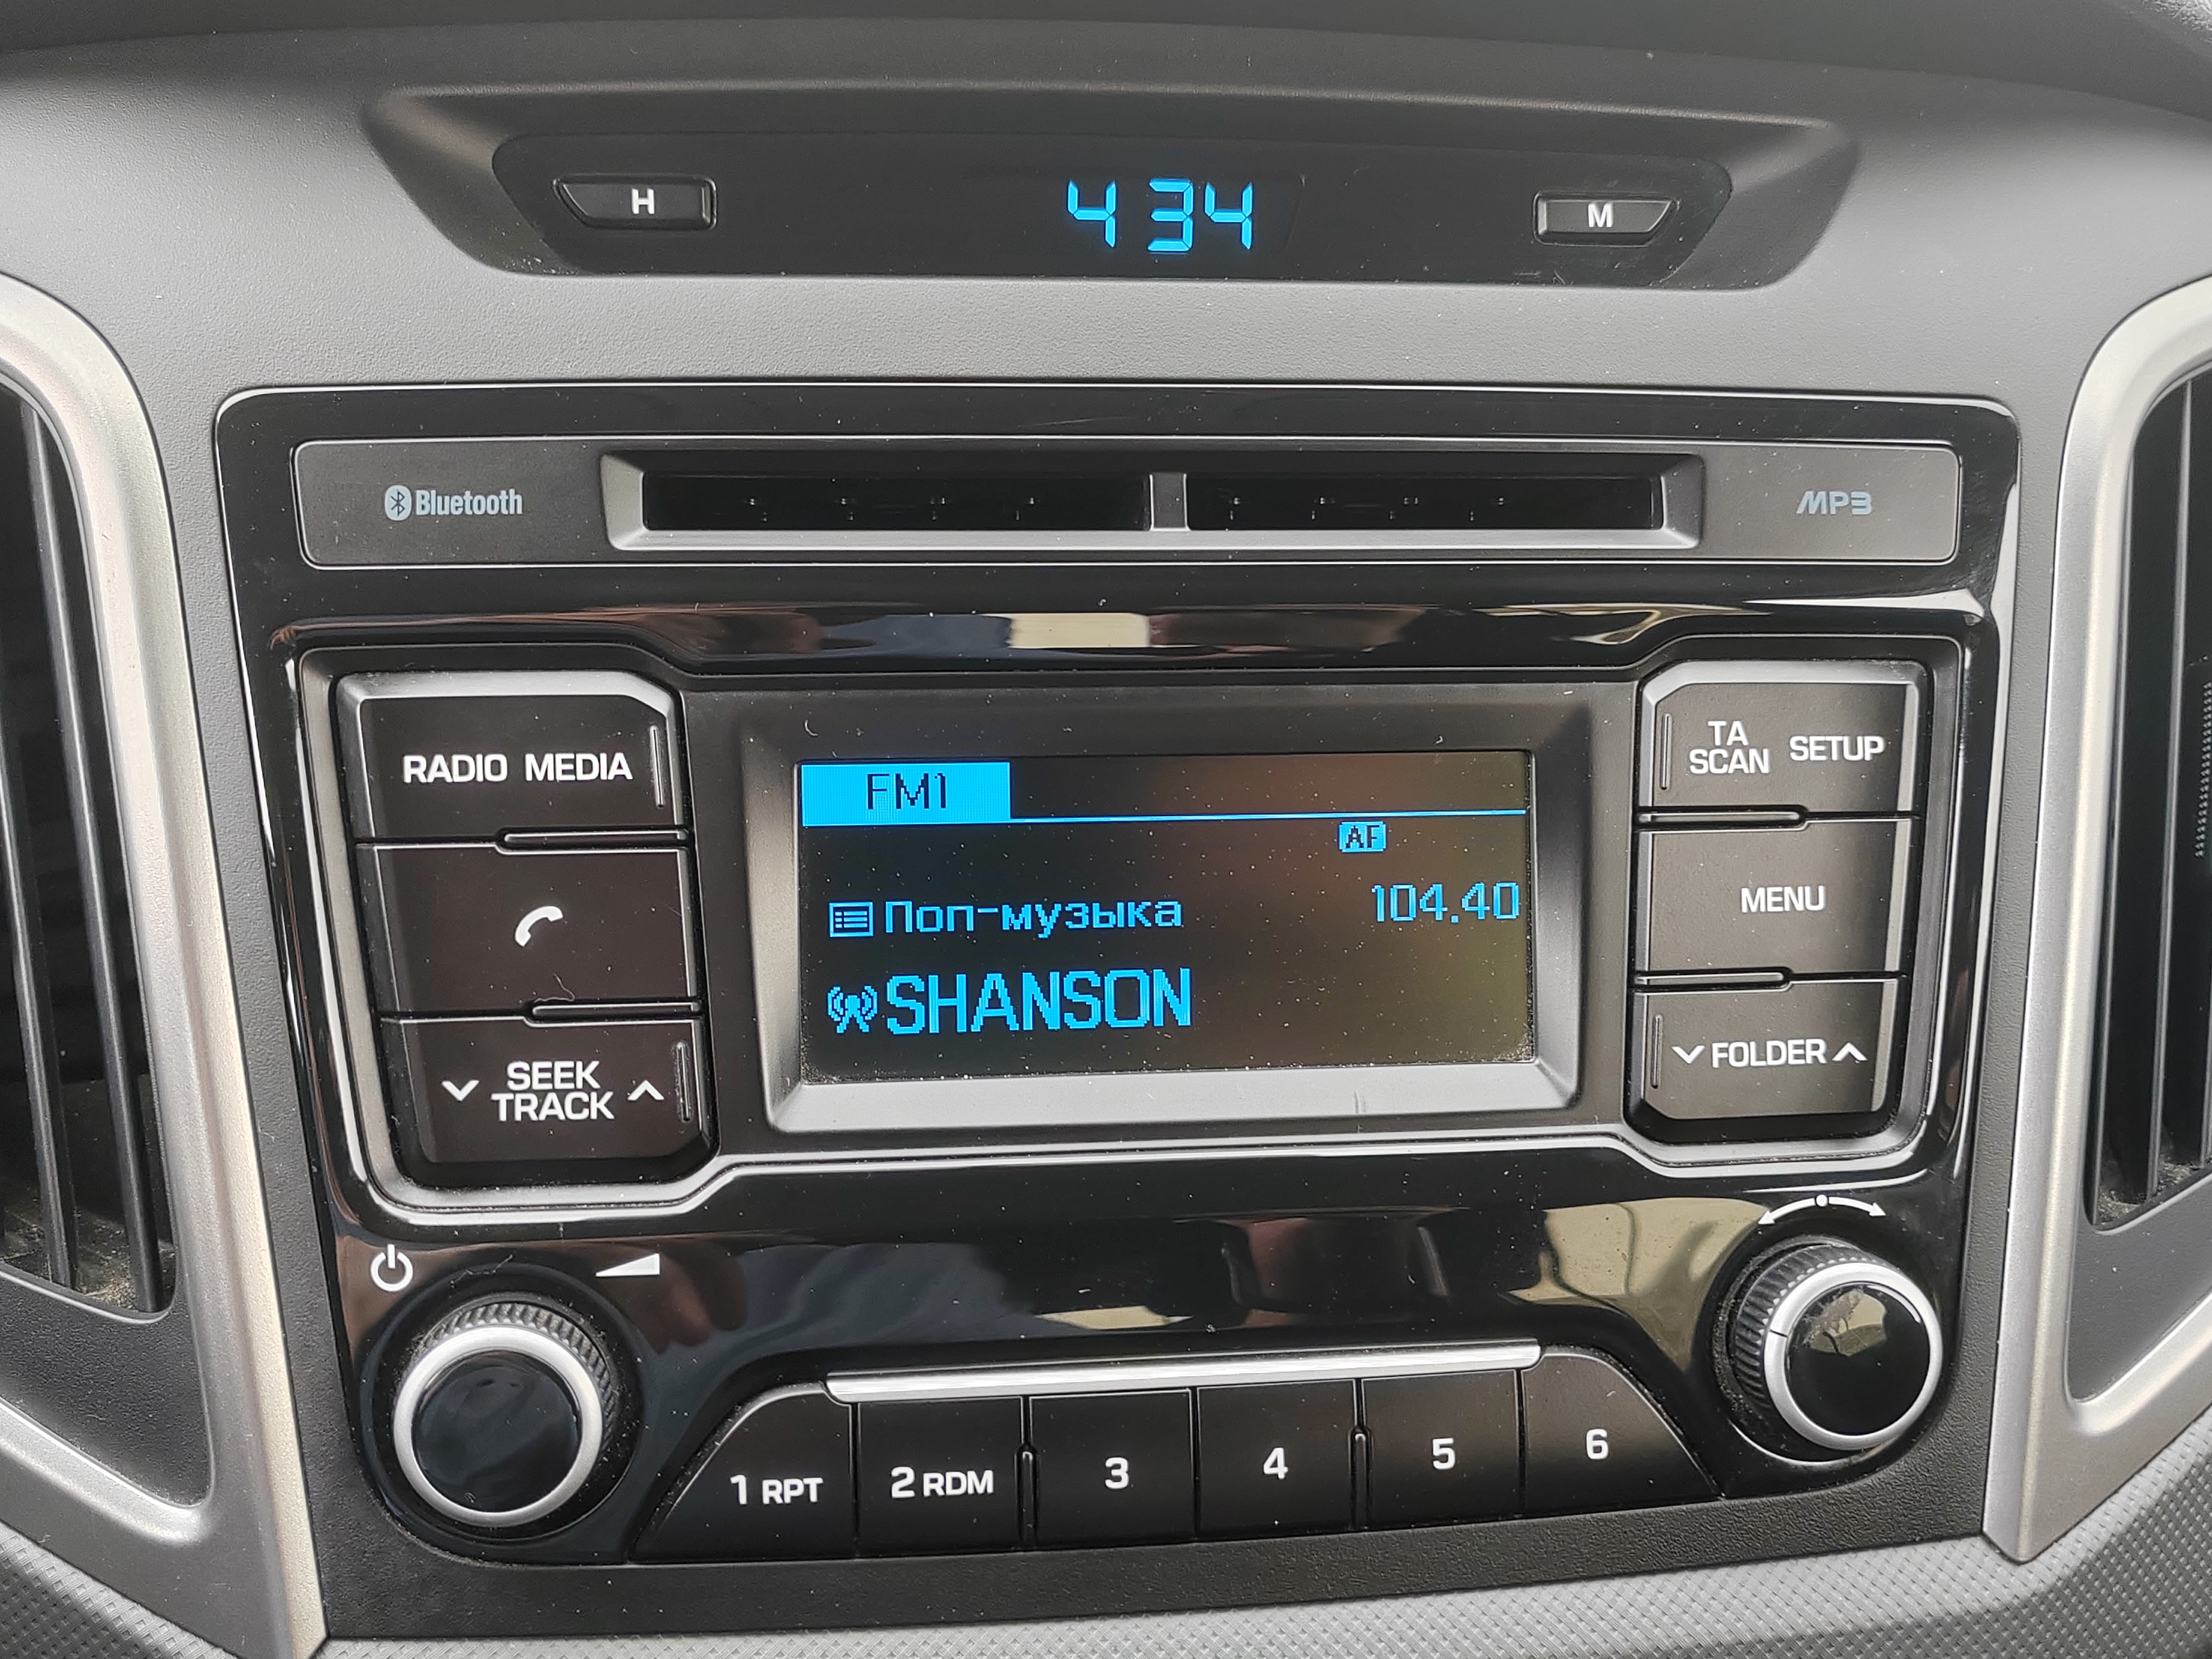 H 4 34 M
Bluetooth MP3
RADIO MEDIA
TA
SCAN SETUP
FM1
AF
Поп-музыка 104.40
MENU
SHANSON
SEEK
TRACK
FOLDER
1 RPT 2 RDM 3 4 5 6